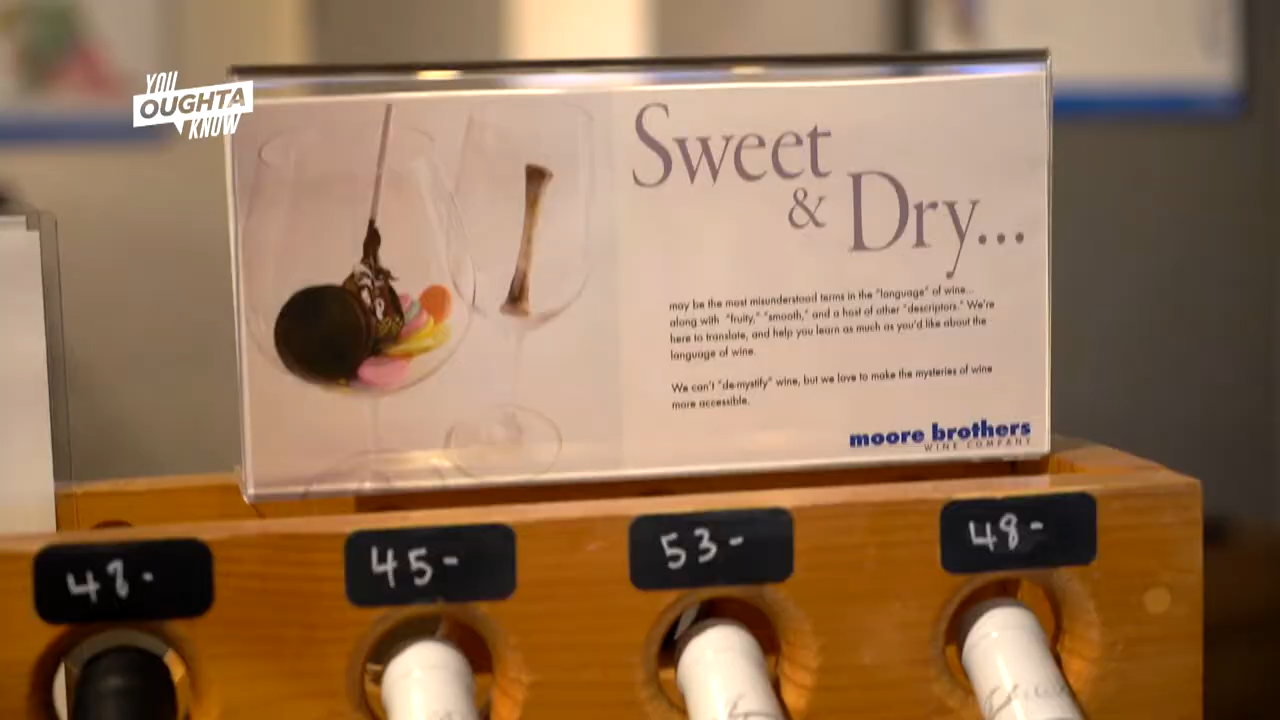 YOU
OUGHTA
KNOW
Sweet
& Dry...
may be the most misunderstood terms in the "language" of wine...
along with "fruity," "smooth," and a host of other "descriptors." We're
here to translate, and help you learn as much as you'd like about the
language of wine.
We can't "de-mystify" wine, but we love to make the mysteries of wine
more accessible.
moore brothers
WINE COMPANY
48-
45-
53-
48-